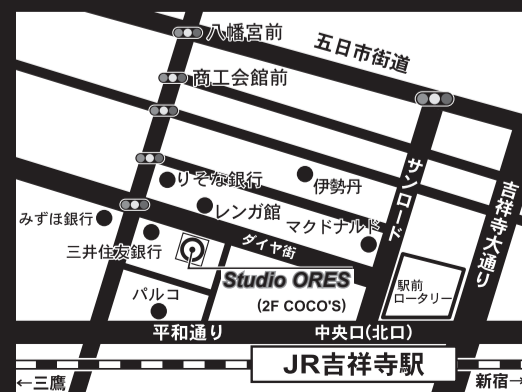 八幡宮前
五日市街道
商工会館前
りそな銀行
伊勢丹
サンロード
吉祥寺大通り
みずほ銀行
レンガ館
マクドナルド
三井住友銀行
ダイヤ街
Studio ORES
(2F COCO'S)
駅前
ロータリー
パルコ
平和通り
中央口(北口)
JR吉祥寺駅
←三鷹
新宿→